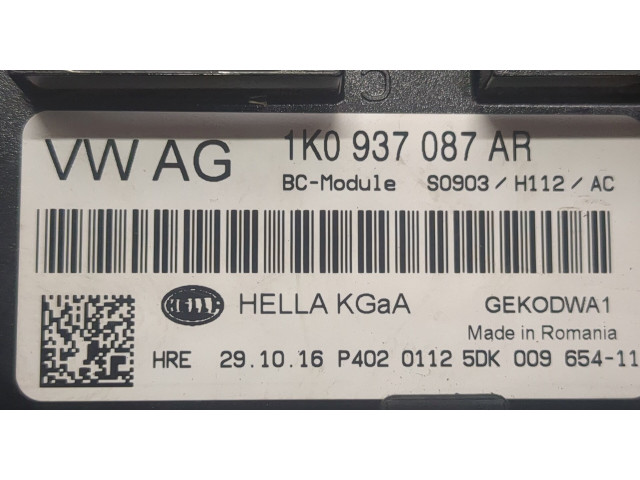 C
VW AG 1K0 937 087 AR
BC-Module S0903 / H112 / AC
HELLA HELLA KGaA GEKODWA1
Made in Romania
HRE 29.10.16 P402 0112 5DK 009 654-11